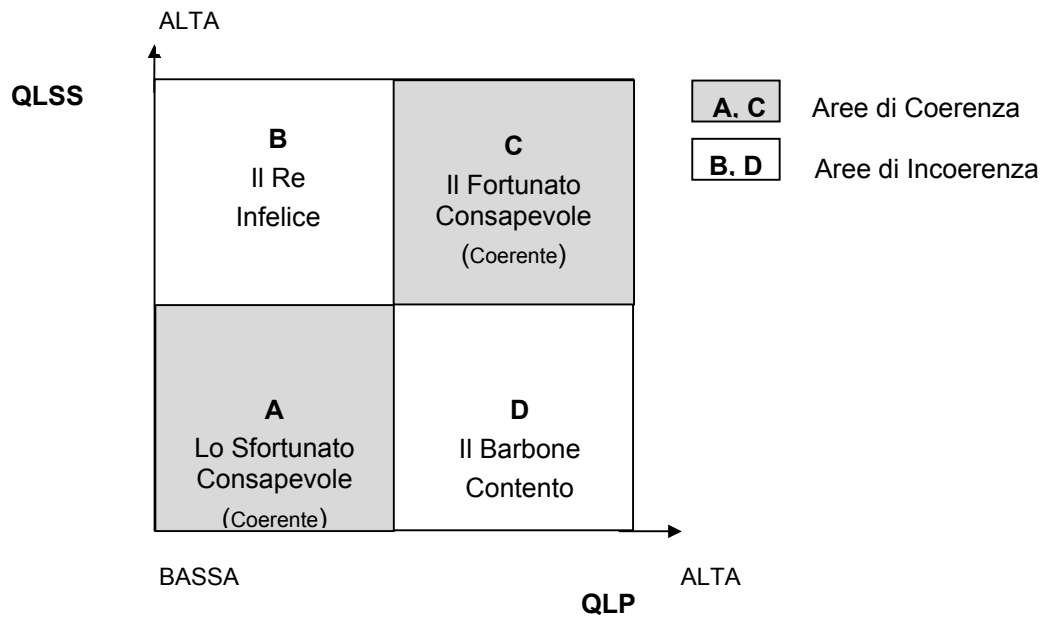 ALTA
QLSS
B
Il Re
Infelice
C
Il Fortunato
Consapevole
(Coerente)
A, C Aree di Coerenza
B, D Aree di Incoerenza
A
Lo Sfortunato
Consapevole
(Coerente)
D
Il Barbone
Contento
BASSA
ALTA
QLP